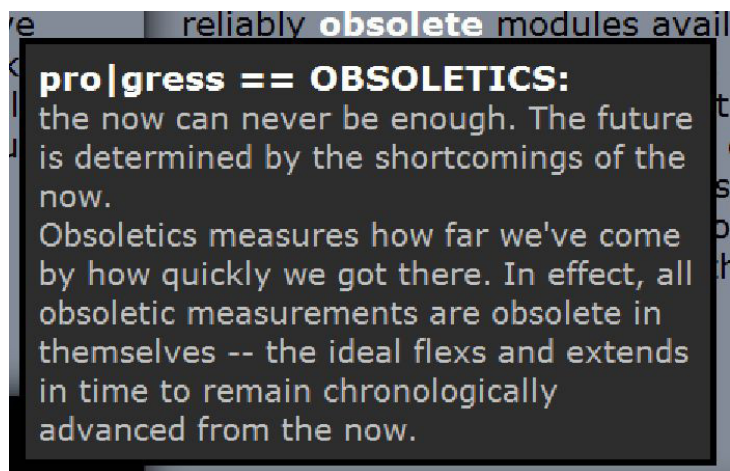 reliably obsolete modules
pro|gress == OBSOLETICS:
the now can never be enough. The future
is determined by the shortcomings of the
now.
Obsoletics measures how far we've come
by how quickly we got there. In effect, all
obsoletic measurements are obsolete in
themselves -- the ideal flexs and extends
in time to remain chronologically
advanced from the now.